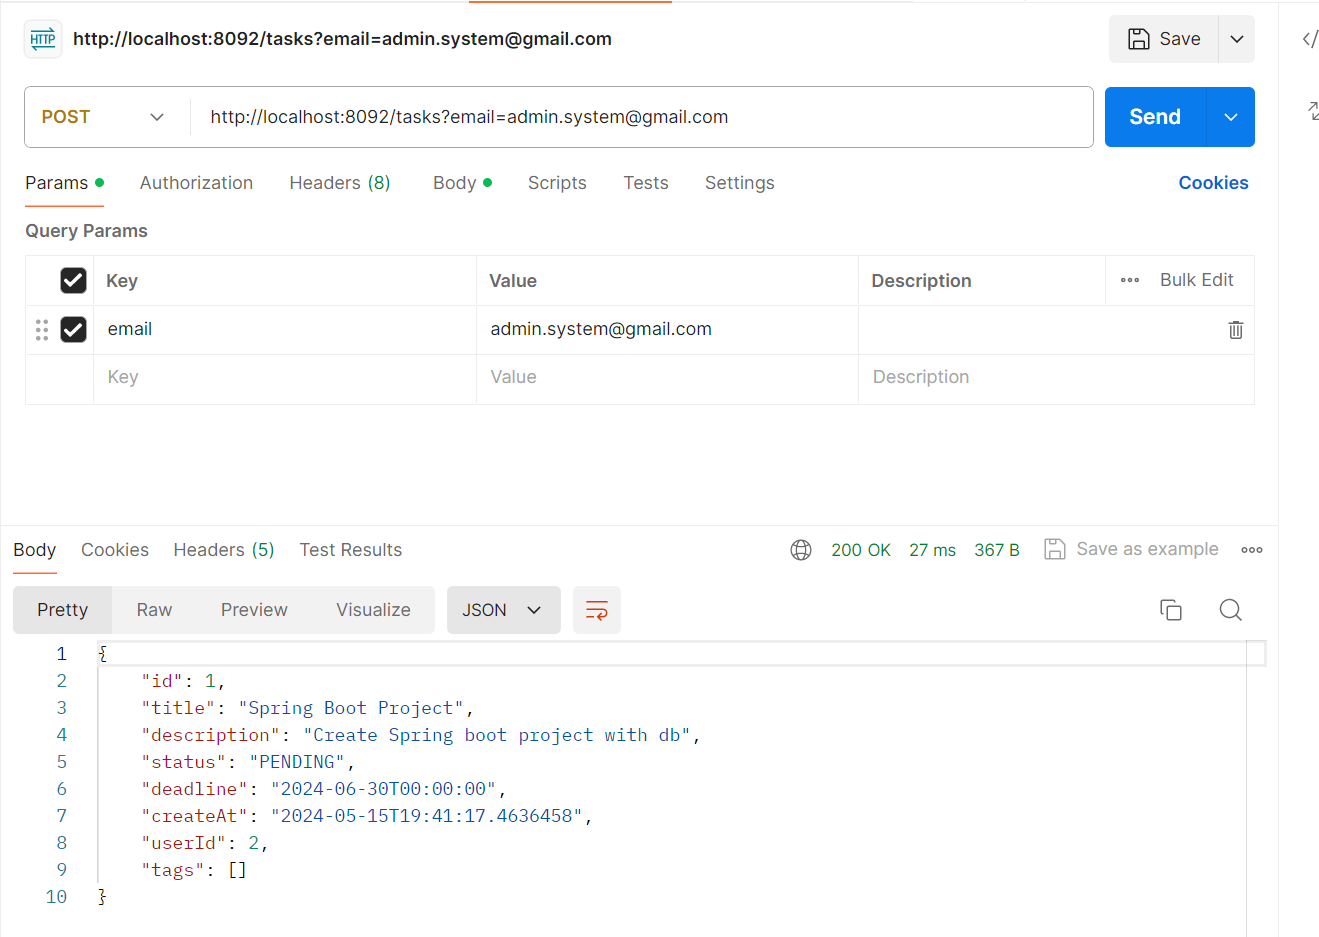 HTTP http://localhost:8092/tasks?email=admin.system@gmail.com Save
POST http://localhost:8092/tasks?email=admin.system@gmail.com Send
Params Authorization Headers (8) Body Scripts Tests Settings Cookies
Query Params
Key Value Description Bulk Edit
email admin.system@gmail.com
Key Value Description
Body Cookies Headers (5) Test Results 200 OK 27 ms 367 B Save as example
Pretty Raw Preview Visualize JSON
1 {
2 "id": 1,
3 "title": "Spring Boot Project",
4 "description": "Create Spring boot project with db",
5 "status": "PENDING",
6 "deadline": "2024-06-30T00:00:00",
7 "createAt": "2024-05-15T19:41:17.4636458",
8 "userId": 2,
9 "tags": []
10 }